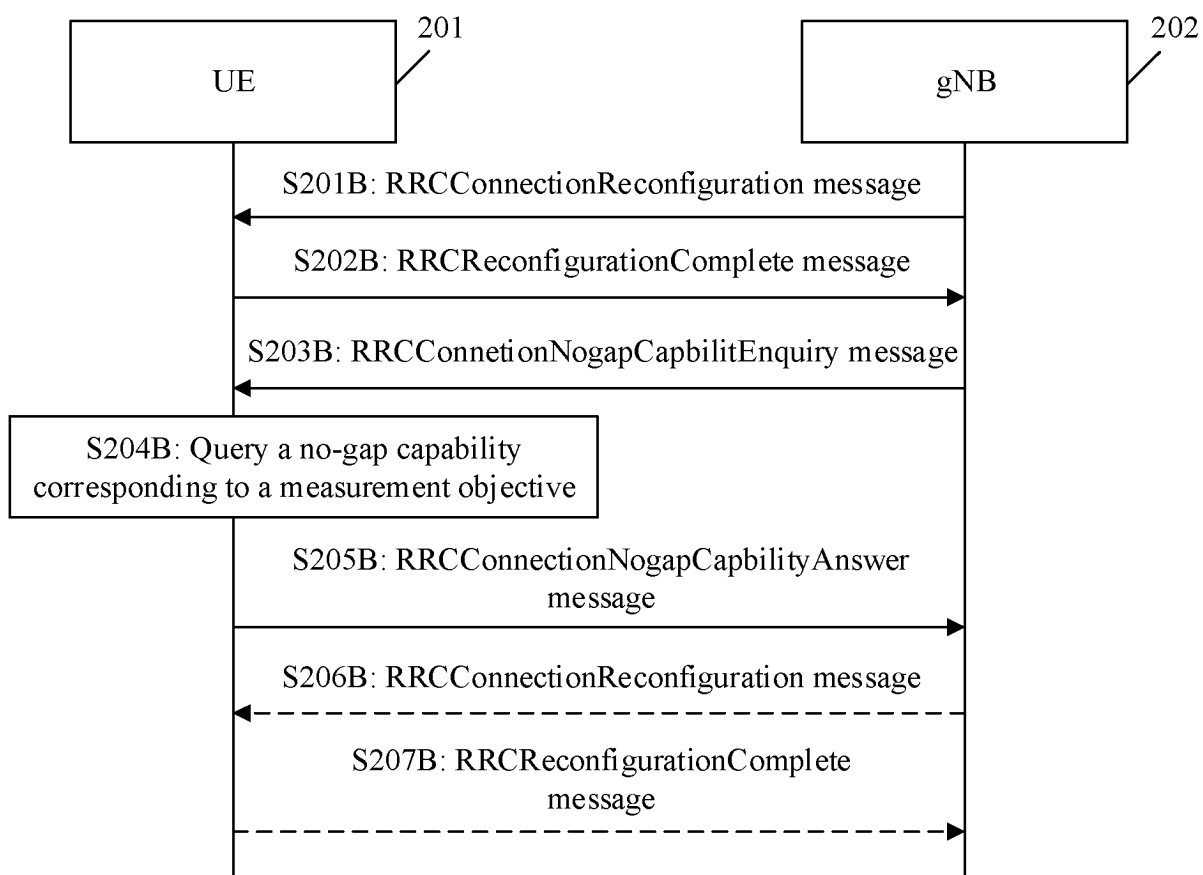 201
202
UE
gNB
S201B: RRCConnectionReconfiguration message
S202B: RRCReconfigurationComplete message
S203B: RRCConnetionNogapCapbilitEnquiry message
S204B: Query a no-gap capability
corresponding to a measurement objective
S205B: RRCConnectionNogapCapbilityAnswer
message
S206B: RRCConnectionReconfiguration message
S207B: RRCReconfigurationComplete
message